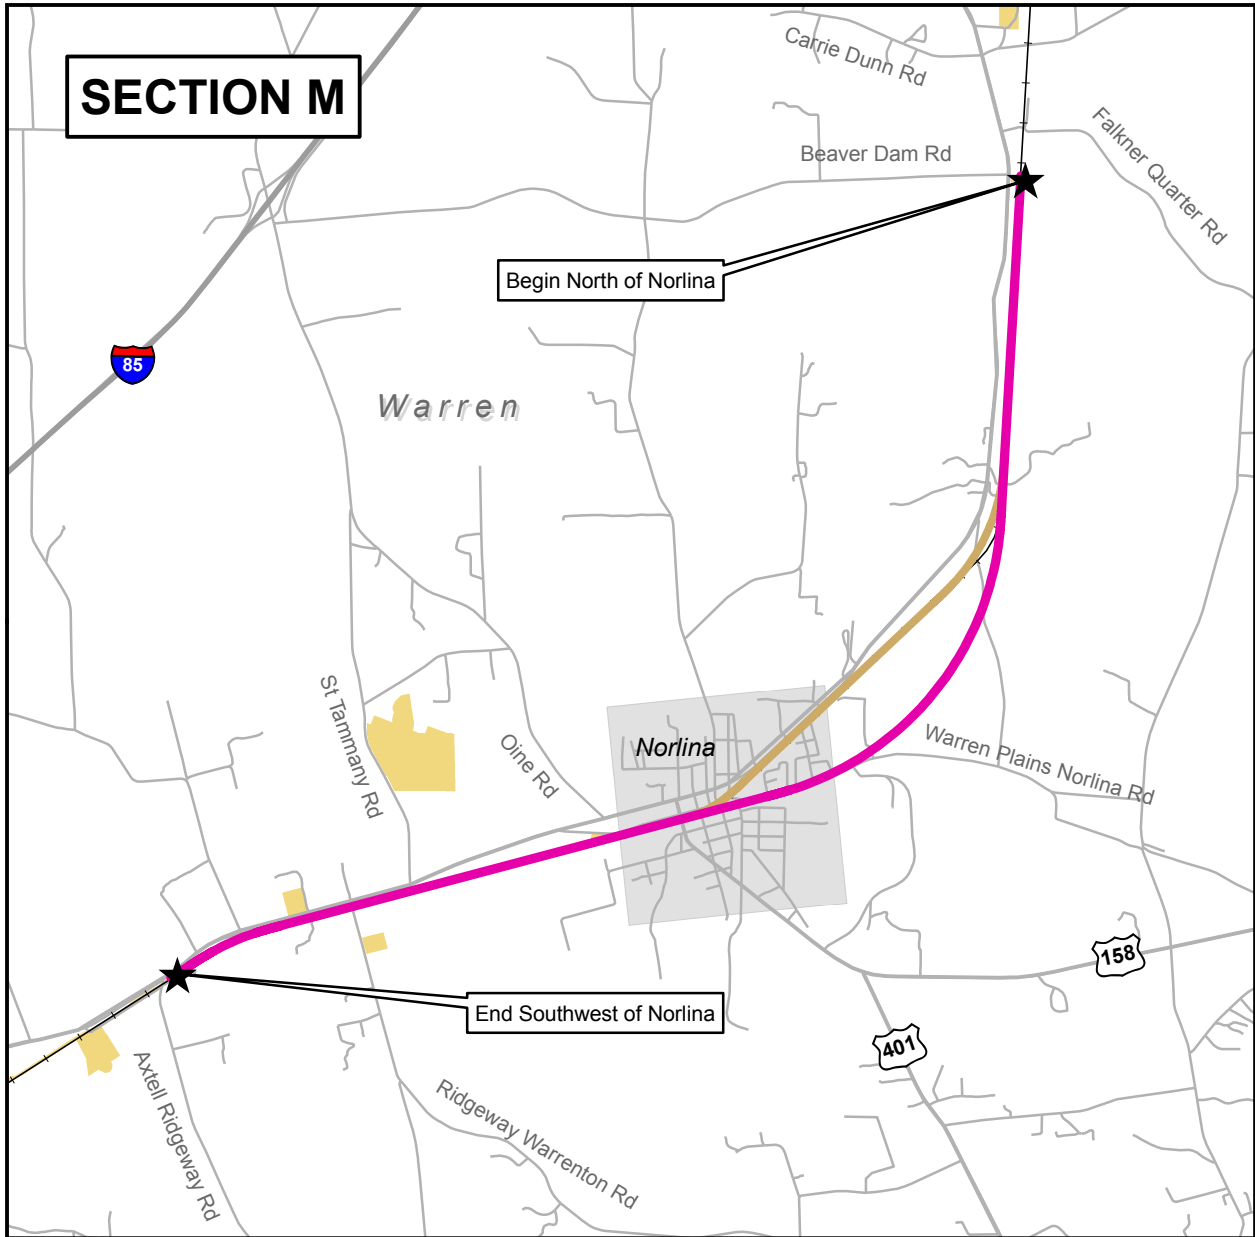 SECTION M
Carrie Dunn Rd
Beaver Dam Rd
Falkner Quarter Rd
Begin North of Norlina
85
Warren
St Tammany Rd
Oine Rd
Norlina
Warren Plains Norlina Rd
158
End Southwest of Norlina
401
Axtell Ridgeway Rd
Ridgeway Warrenton Rd